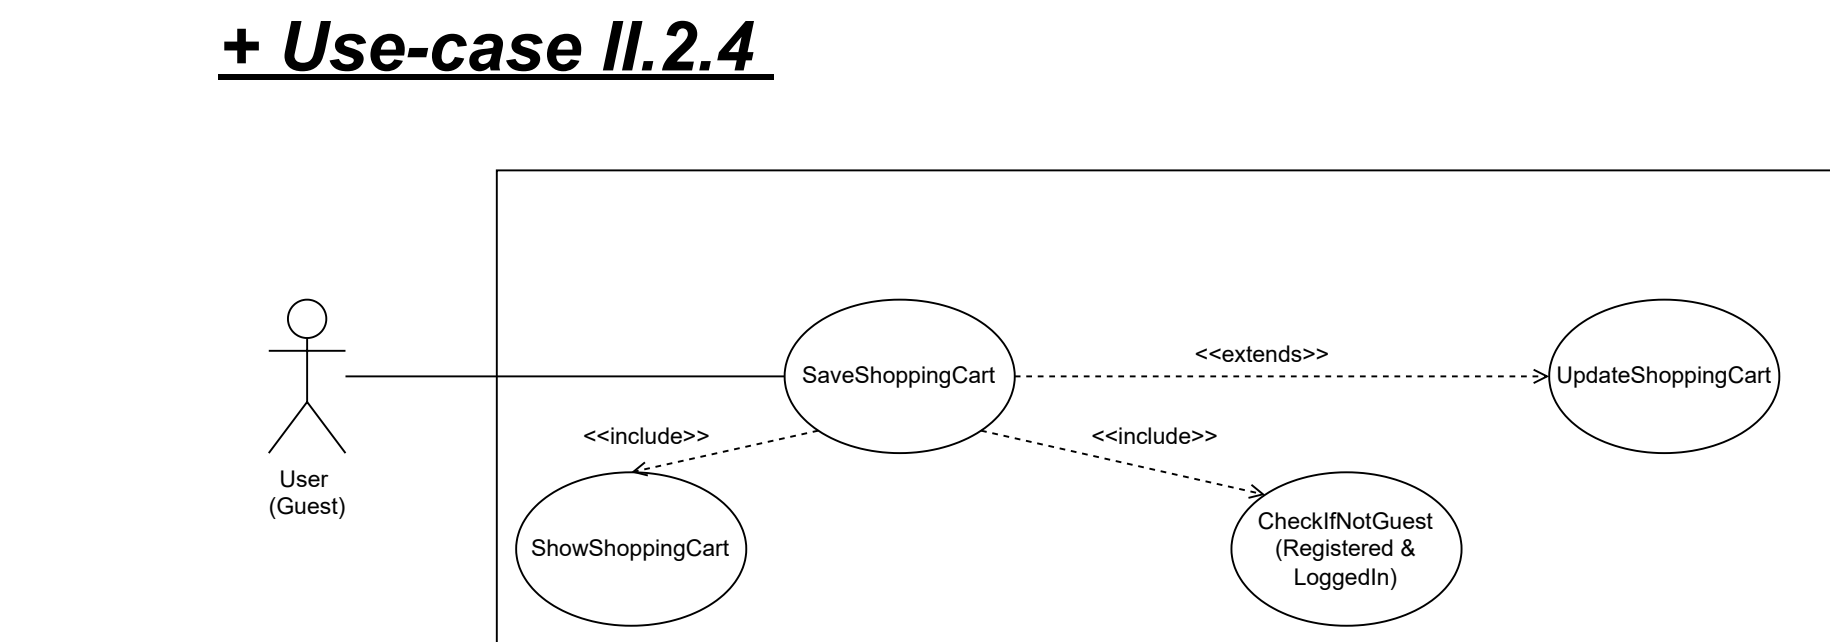 + Use-case II.2.4
<<extends>>
SaveShoppingCart
UpdateShoppingCart
<<include>>
<<include>>
User
(Guest)
ShowShoppingCart
CheckIfNotGuest
(Registered &
LoggedIn)